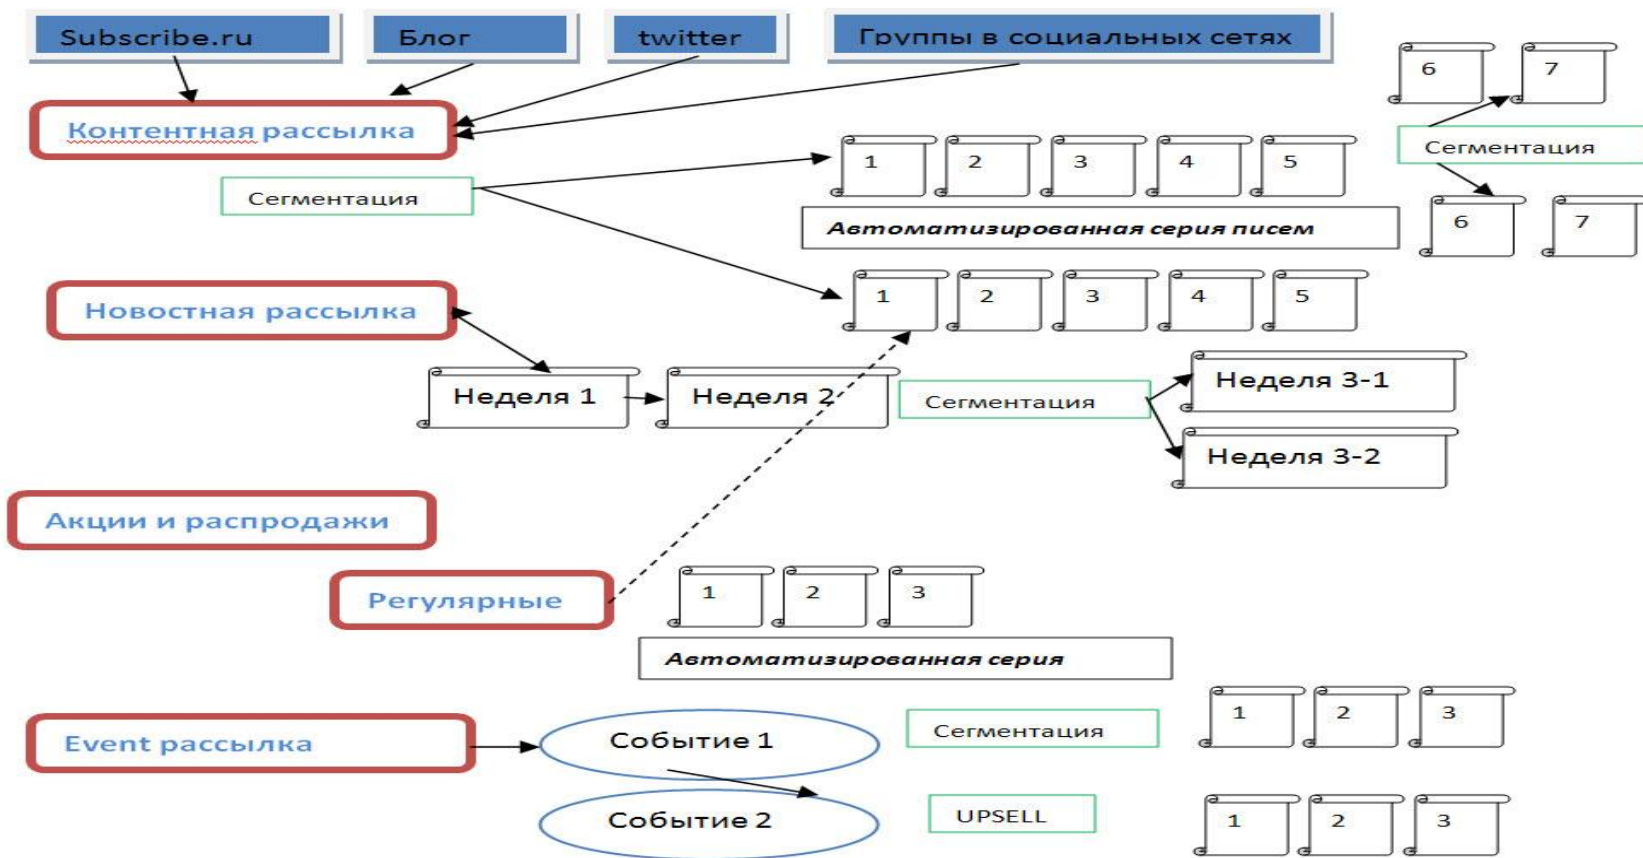 Subscribe.ru
Блог
twitter
Группы в социальных сетях
6
7
Контентная рассылка
Сегментация
1
2
3
4
5
Сегментация
Автоматизированная серия писем
6
7
Новостная рассылка
1
2
3
4
5
Неделя 1
Неделя 2
Сегментация
Неделя 3-1
Неделя 3-2
Акции и распродажи
Регулярные
1
2
3
Автоматизированная серия
Event рассылка
Событие 1
Сегментация
1
2
3
Событие 2
UPSELL
1
2
3